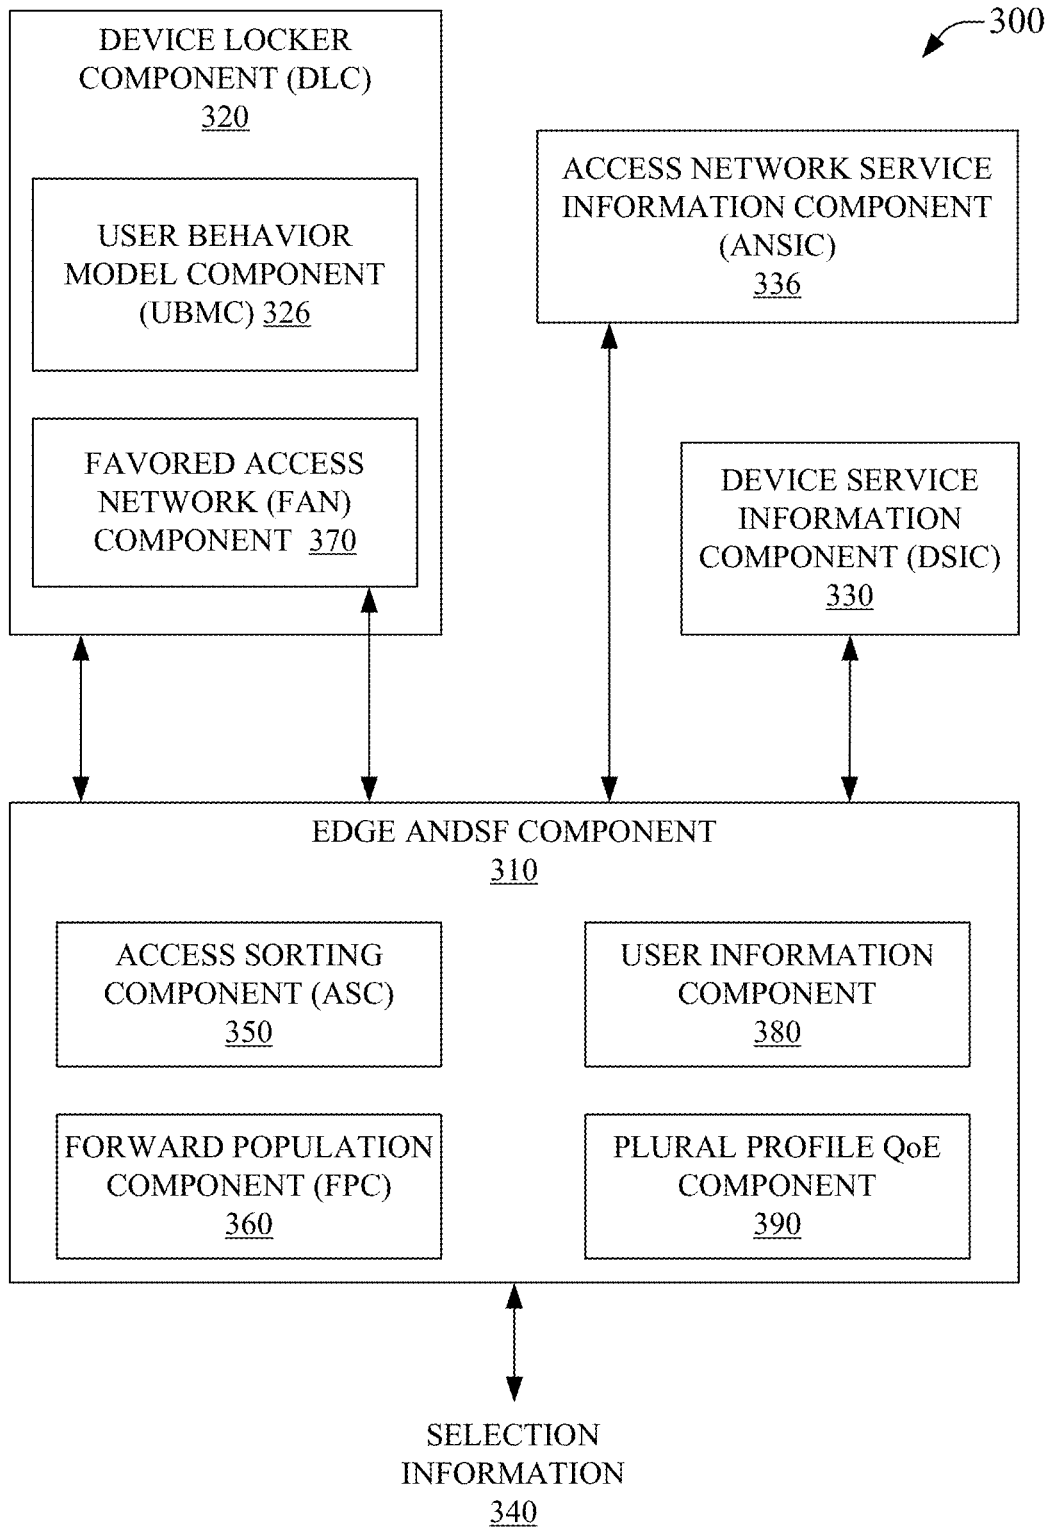 300
DEVICE LOCKER
COMPONENT (DLC)
320
USER BEHAVIOR
MODEL COMPONENT
(UBMC) 326
FAVORED ACCESS
NETWORK (FAN)
COMPONENT 370
ACCESS NETWORK SERVICE
INFORMATION COMPONENT
(ANSIC)
336
DEVICE SERVICE
INFORMATION
COMPONENT (DSIC)
330
EDGE ANDSF COMPONENT
310
ACCESS SORTING
COMPONENT (ASC)
350
USER INFORMATION
COMPONENT
380
FORWARD POPULATION
COMPONENT (FPC)
360
PLURAL PROFILE QoE
COMPONENT
390
SELECTION
INFORMATION
340